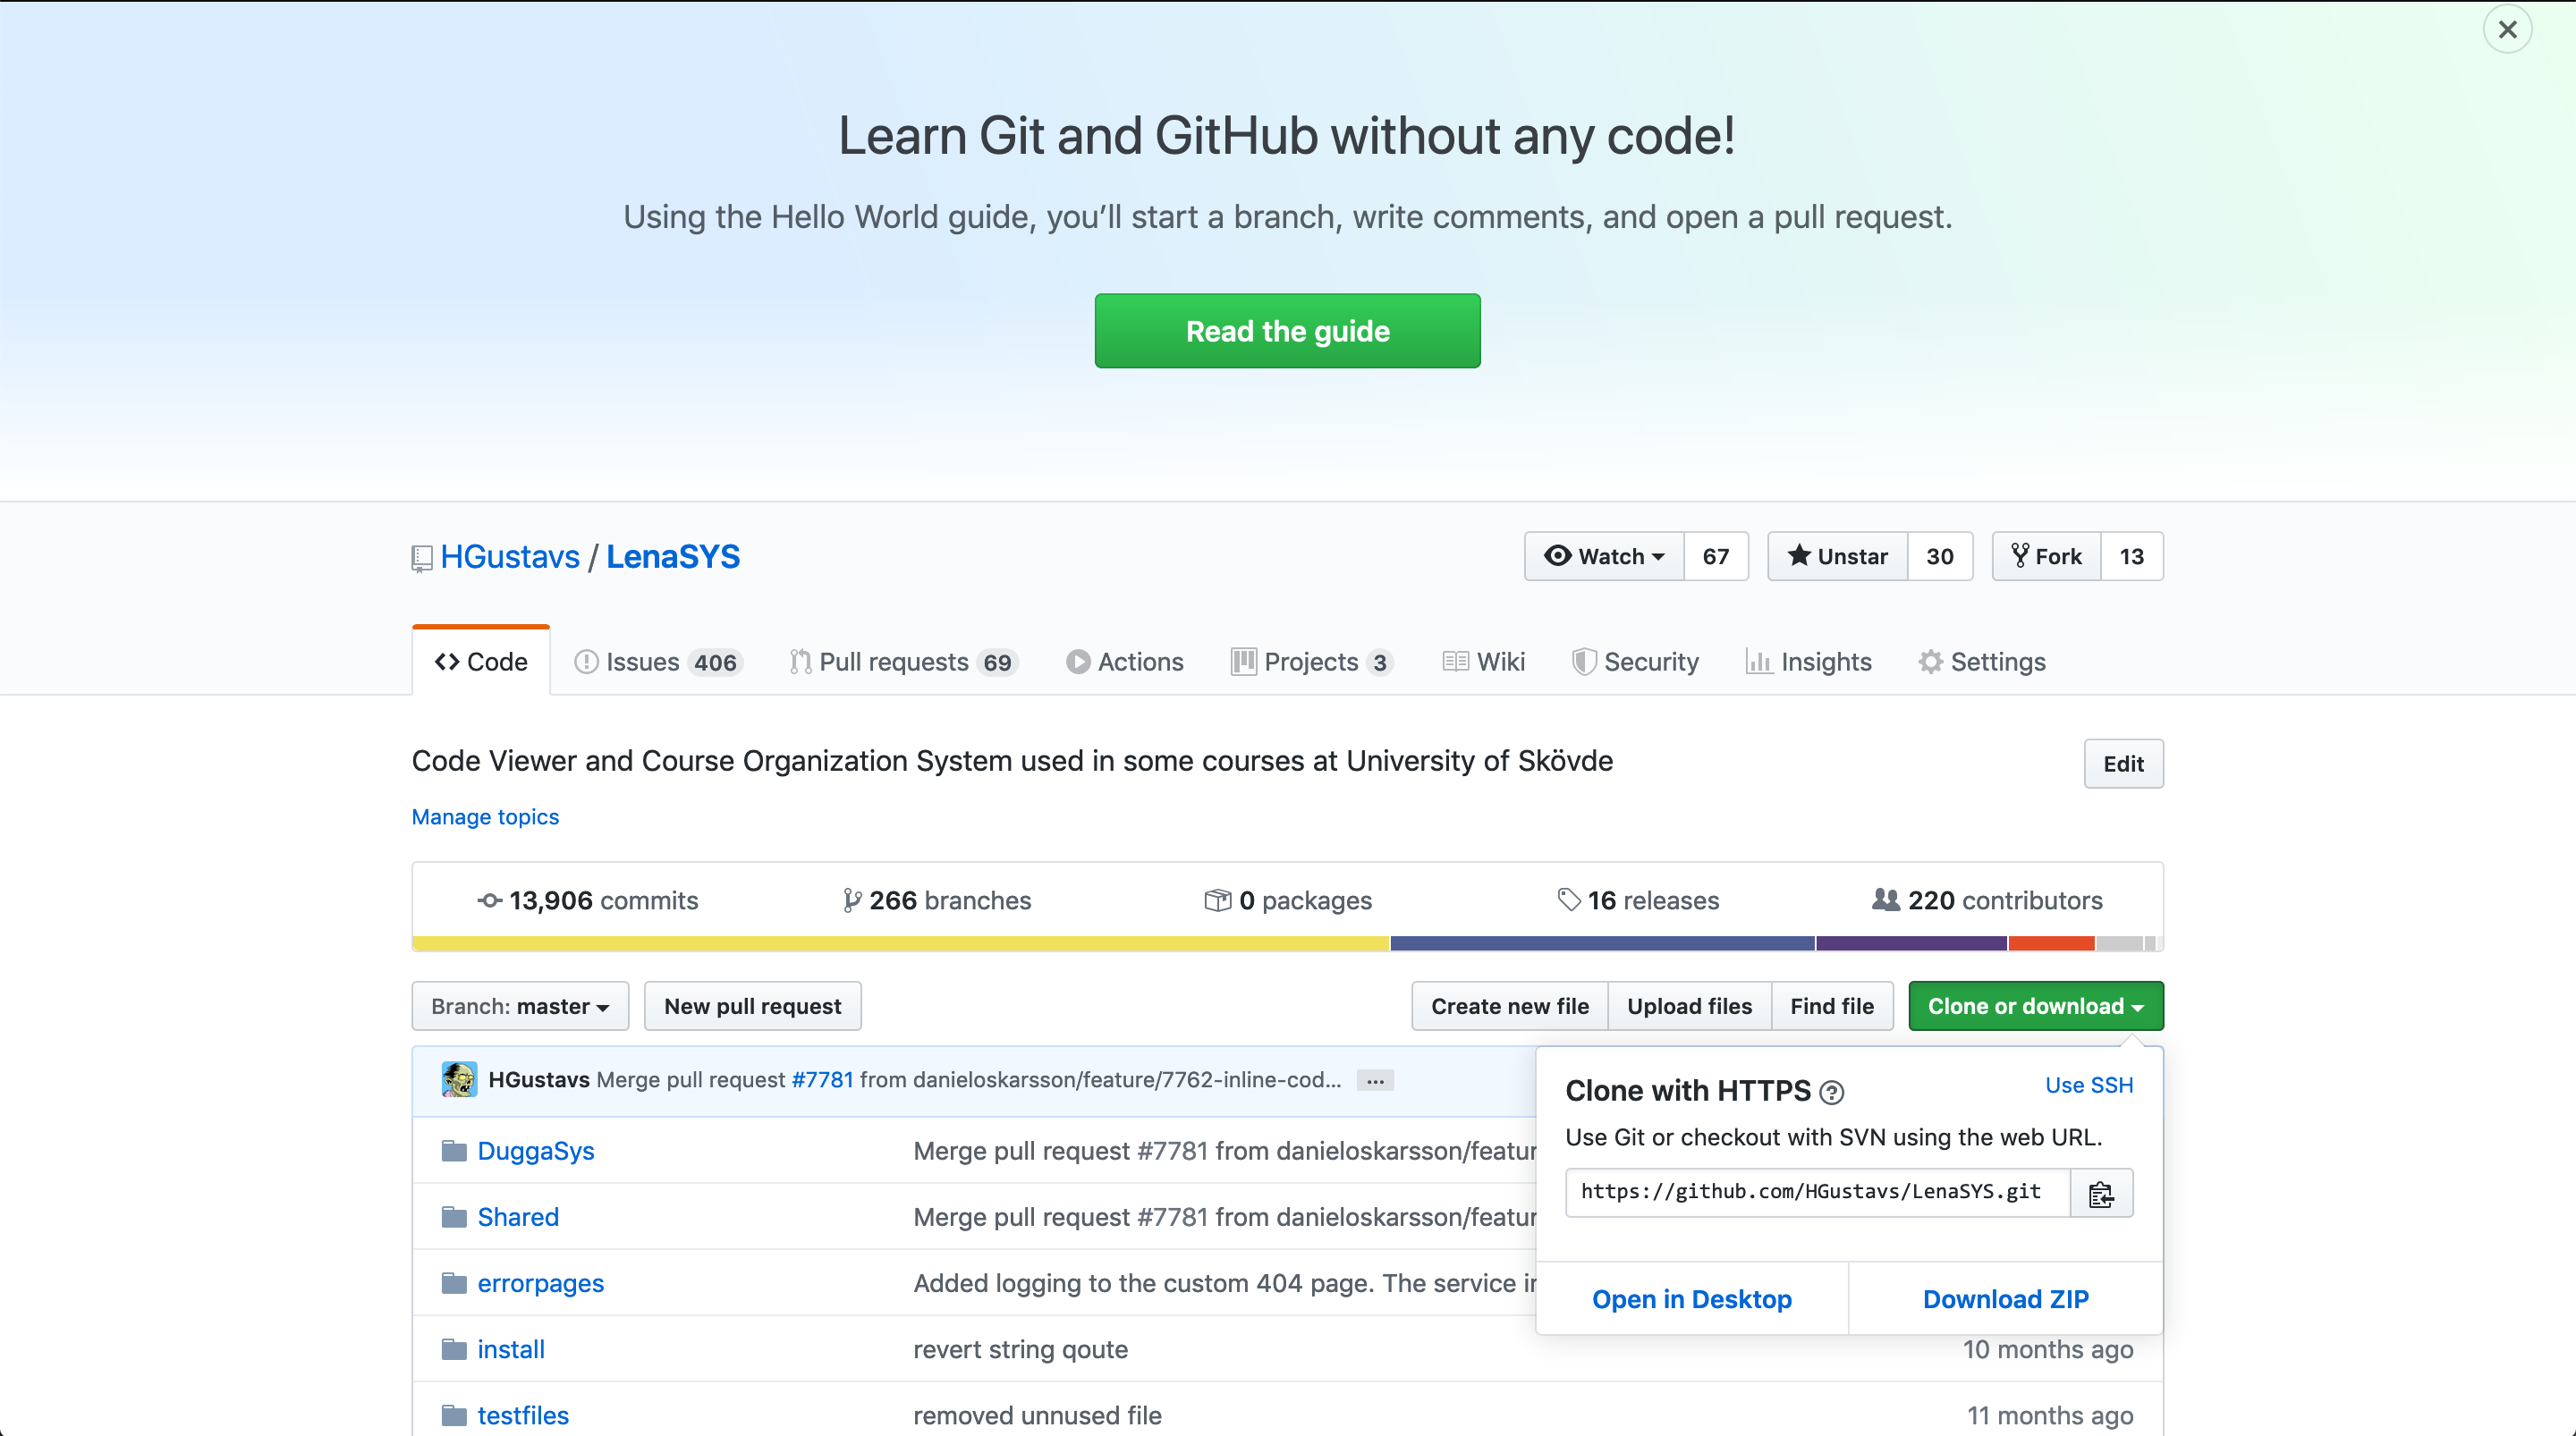 Learn Git and GitHub without any code!
Using the Hello World guide, you’ll start a branch, write comments, and open a pull request.
Read the guide
HGustavs / LenaSYS
Watch 67 Unstar 30 Fork 13
Code Issues 406 Pull requests 69 Actions Projects 3 Wiki Security Insights Settings
Code Viewer and Course Organization System used in some courses at University of Skövde
Edit
Manage topics
13,906 commits 266 branches 0 packages 16 releases 220 contributors
Branch: master New pull request Create new file Upload files Find file Clone or download
HGustavs Merge pull request #7781 from danieloskarsson/feature/7762-inline-cod... ...
Clone with HTTPS ? Use SSH
Use Git or checkout with SVN using the web URL.
https://github.com/HGustavs/LenaSYS.git
Open in Desktop Download ZIP
DuggaSys Merge pull request #7781 from danieloskarsson/featur
Shared Merge pull request #7781 from danieloskarsson/featur
errorpages Added logging to the custom 404 page. The service in
install revert string qoute 10 months ago
testfiles removed unnused file 11 months ago